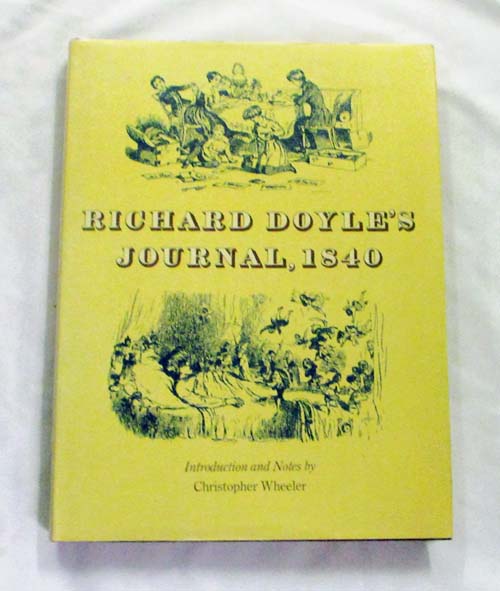 RICHARD DOYLE'S
JOURNAL, 1840
Introduction and Notes by
Christopher Wheeler